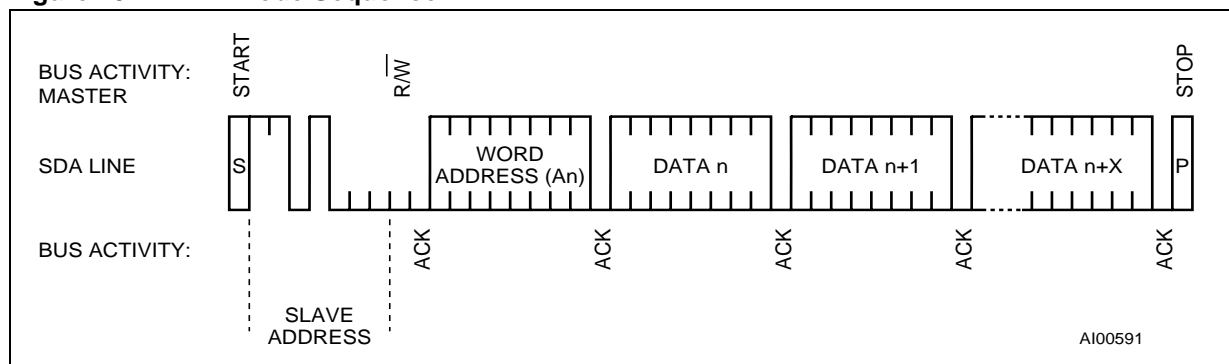 BUS ACTIVITY:
MASTER
START
R/W
STOP
SDA LINE
S
WORD
ADDRESS (An)
DATA n
DATA n+1
DATA n+X
P
BUS ACTIVITY:
ACK
ACK
ACK
ACK
ACK
SLAVE
ADDRESS
AI00591